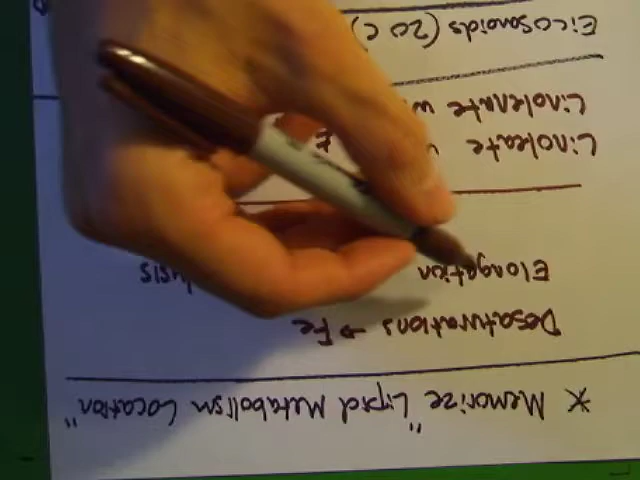 * Memorize "Lipid Metabolism Location"
Desaturations → Fe
Elongation
Linoleate w
Linolenate w
Eicosanoids (20 C)